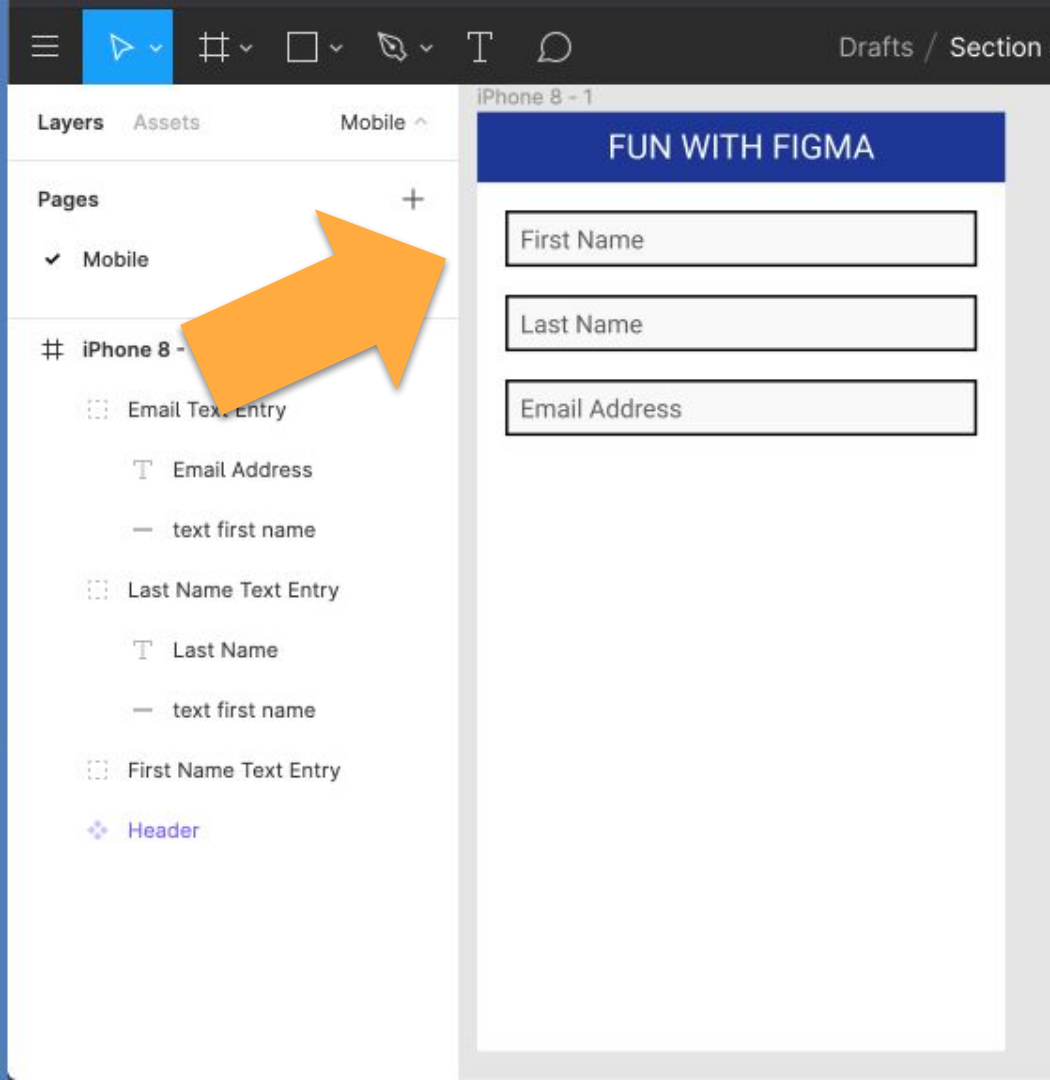 Drafts / Section
Layers Assets Mobile
Pages
Mobile
iPhone 8 -
Email Text Entry
T Email Address
text first name
Last Name Text Entry
T Last Name
text first name
First Name Text Entry
Header
iPhone 8 - 1
FUN WITH FIGMA
First Name
Last Name
Email Address